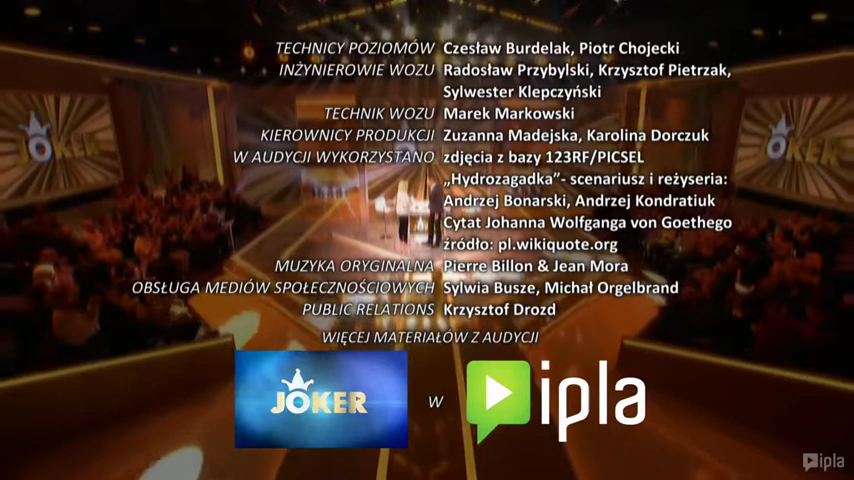 TECHNICY POZIOMÓW Czesław Burdelak, Piotr Chojecki
INŻYNIEROWIE WOZU Radosław Przybylski, Krzysztof Pietrzak,
Sylwester Klepczyński
TECHNIK WOZU Marek Markowski
KIEROWNICY PRODUKCJI Zuzanna Madejska, Karolina Dorczuk
W AUDYCJI WYKORZYSTANO zdjęcia z bazy 123RF/PICSEL
„Hydrozagadka”- scenariusz i reżyseria:
Andrzej Bonarski, Andrzej Kondratiuk
Cytat Johanna Wolfganga von Goethego
źródło: pl.wikiquote.org
MUZYKA ORYGINALNA Pierre Billon & Jean Mora
OBSŁUGA MEDIÓW SPOŁECZNOŚCIOWYCH Sylwia Busze, Michał Orgelbrand
PUBLIC RELATIONS Krzysztof Drozd
WIĘCEJ MATERIAŁÓW Z AUDYCJI
JOKER w ipla
JOKER
JOKER
ipla